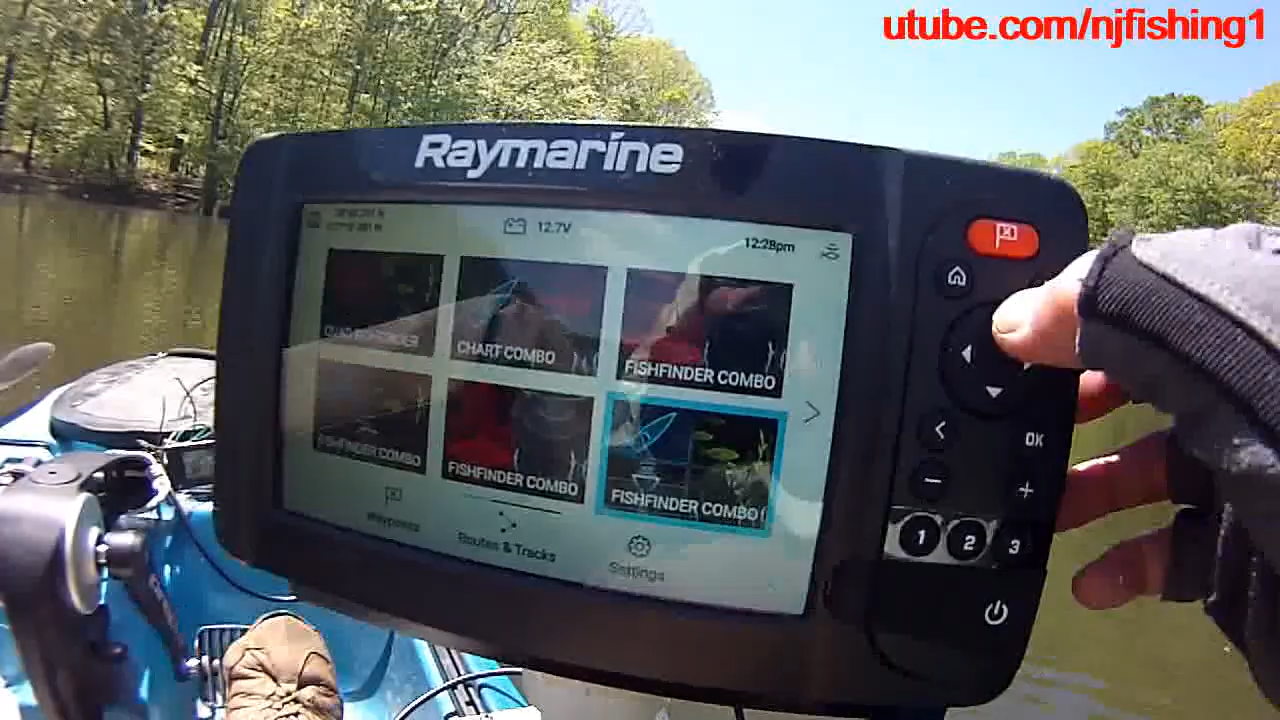 utube.com/njfishing1
Raymarine
12.7V
12:28pm
CHART COMBO
FISHFINDER COMBO
FISHFINDER COMBO
FISHFINDER COMBO
FISHFINDER COMBO
Waypoints
Routes & Tracks
Settings
OK
1 2 3